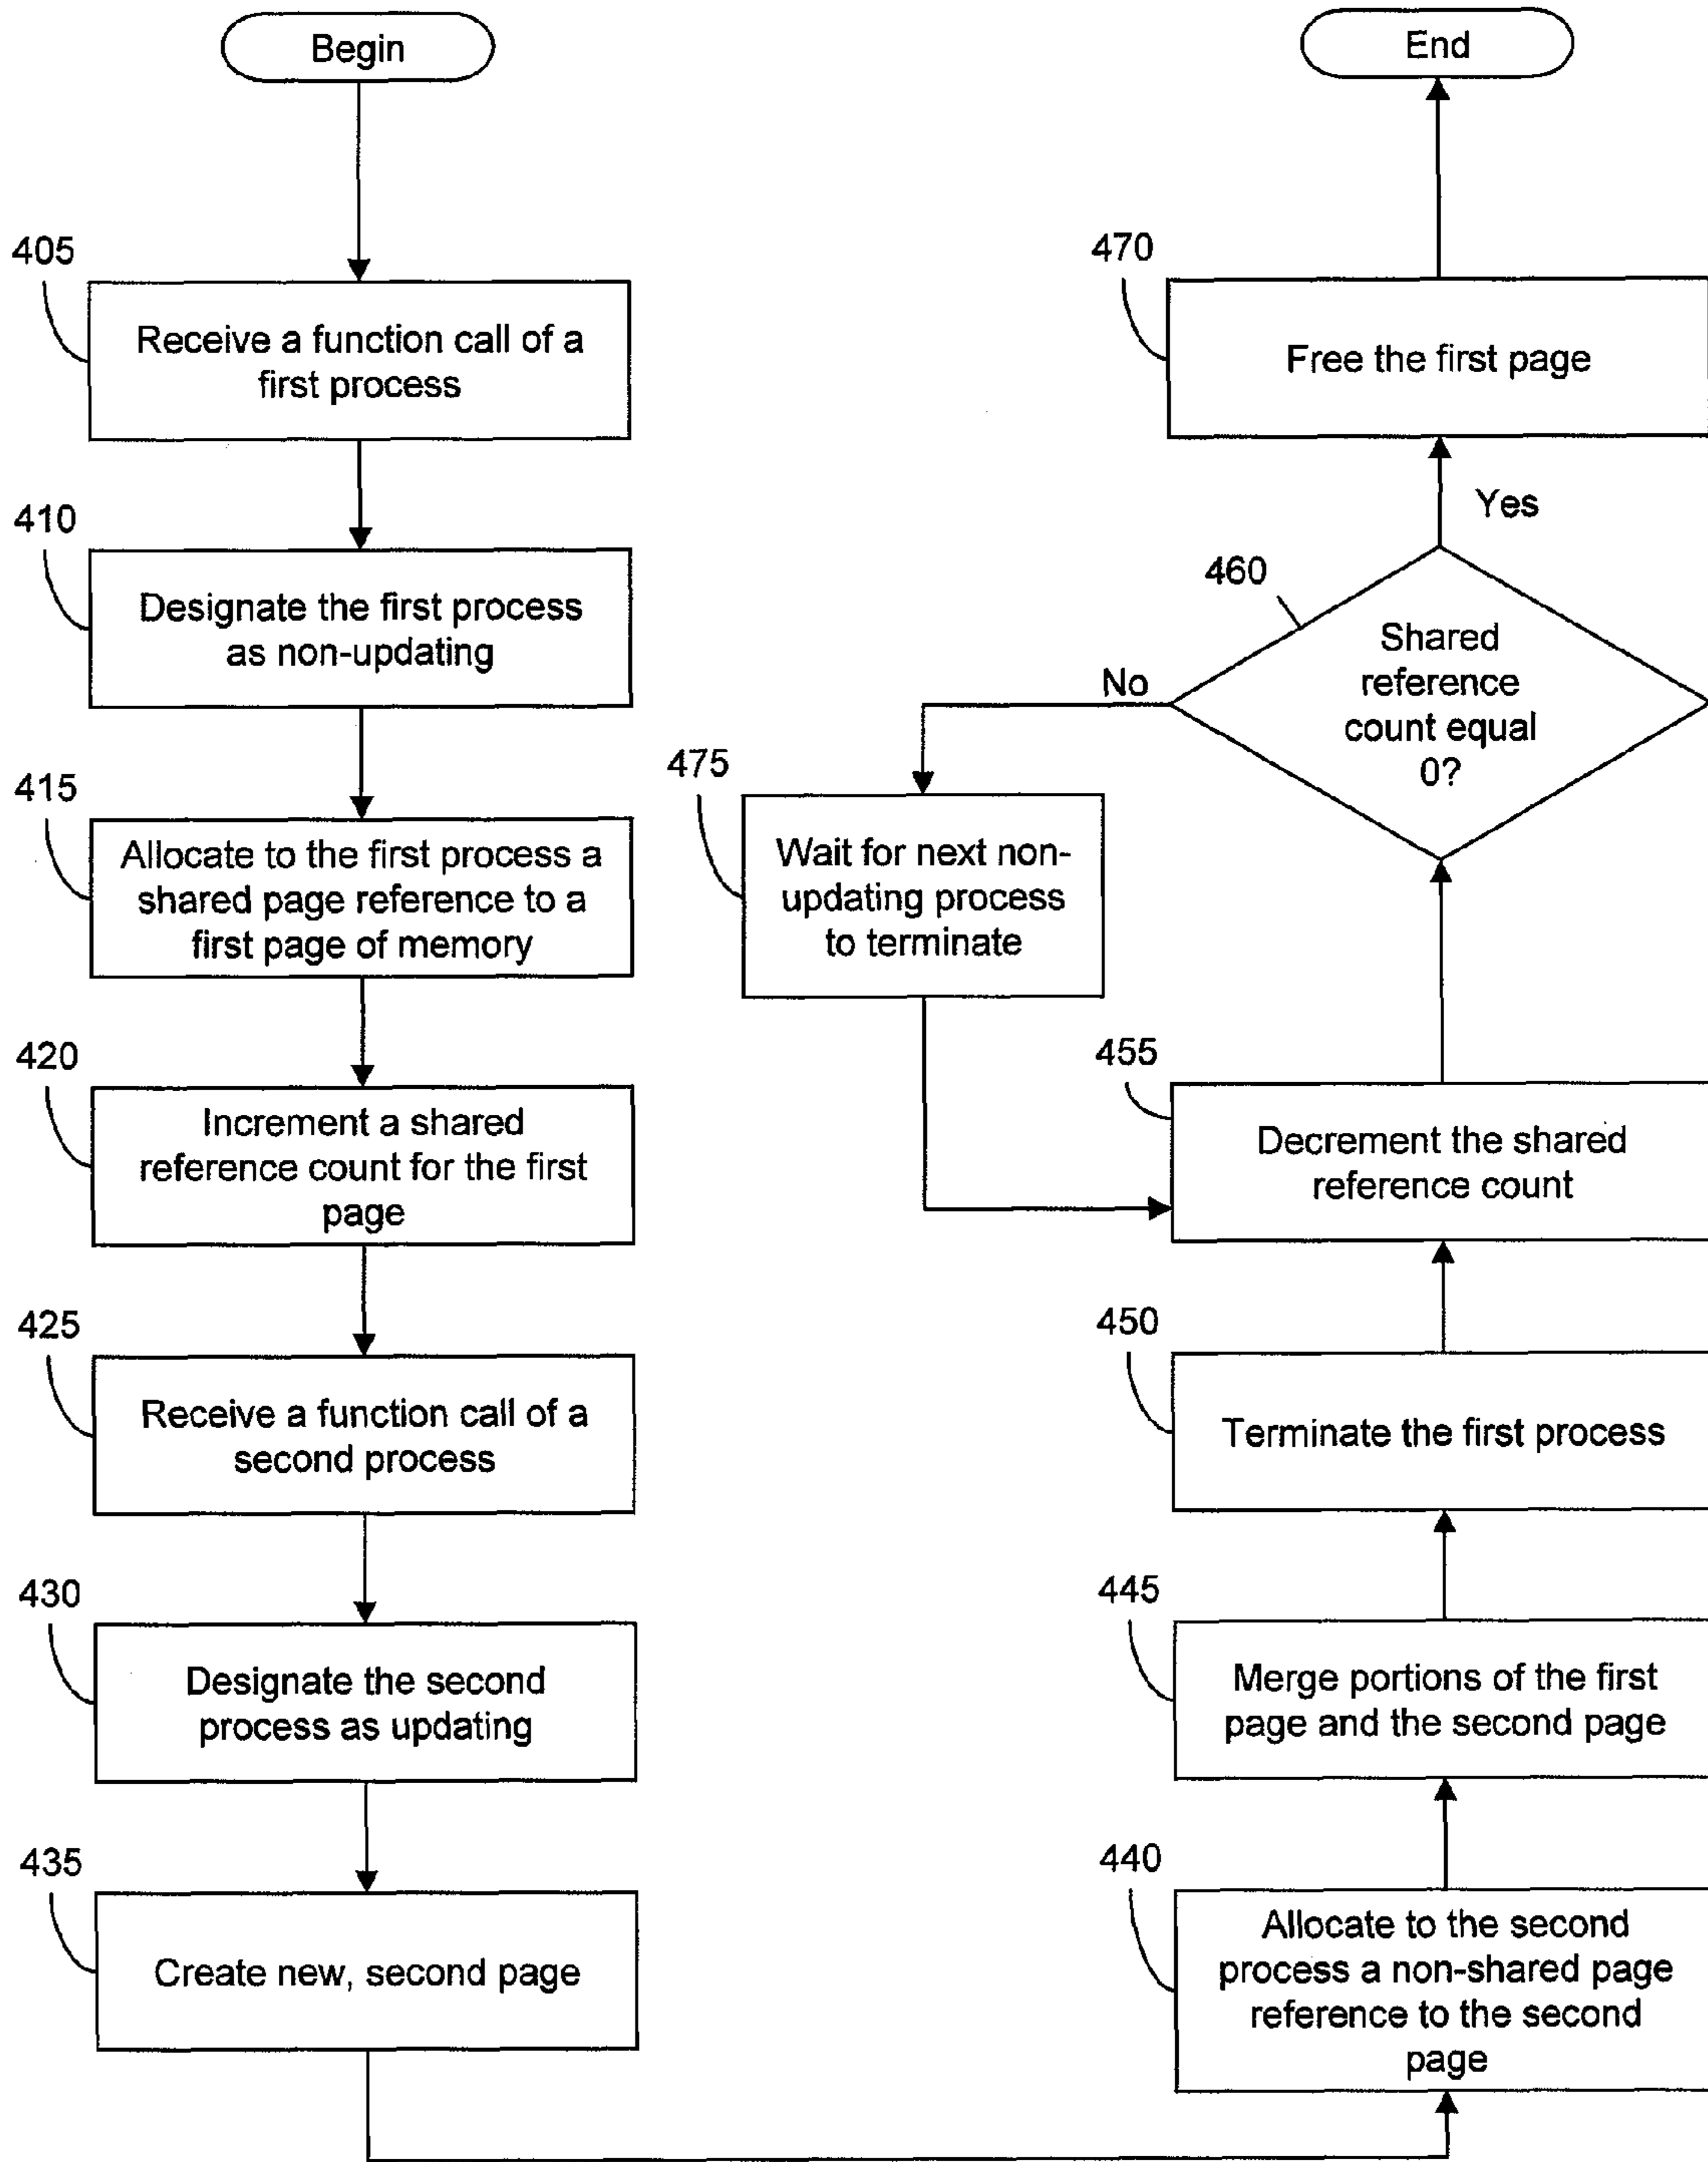 Begin
405
Receive a function call of a
first process
410
Designate the first process
as non-updating
415
Allocate to the first process a
shared page reference to a
first page of memory
420
Increment a shared
reference count for the first
page
425
Receive a function call of a
second process
430
Designate the second
process as updating
435
Create new, second page
440
Allocate to the second
process a non-shared page
reference to the second
page
445
Merge portions of the first
page and the second page
450
Terminate the first process
455
Decrement the shared
reference count
460
Shared
reference
count equal
0?
No
475
Wait for next non-
updating process
to terminate
Yes
470
Free the first page
End